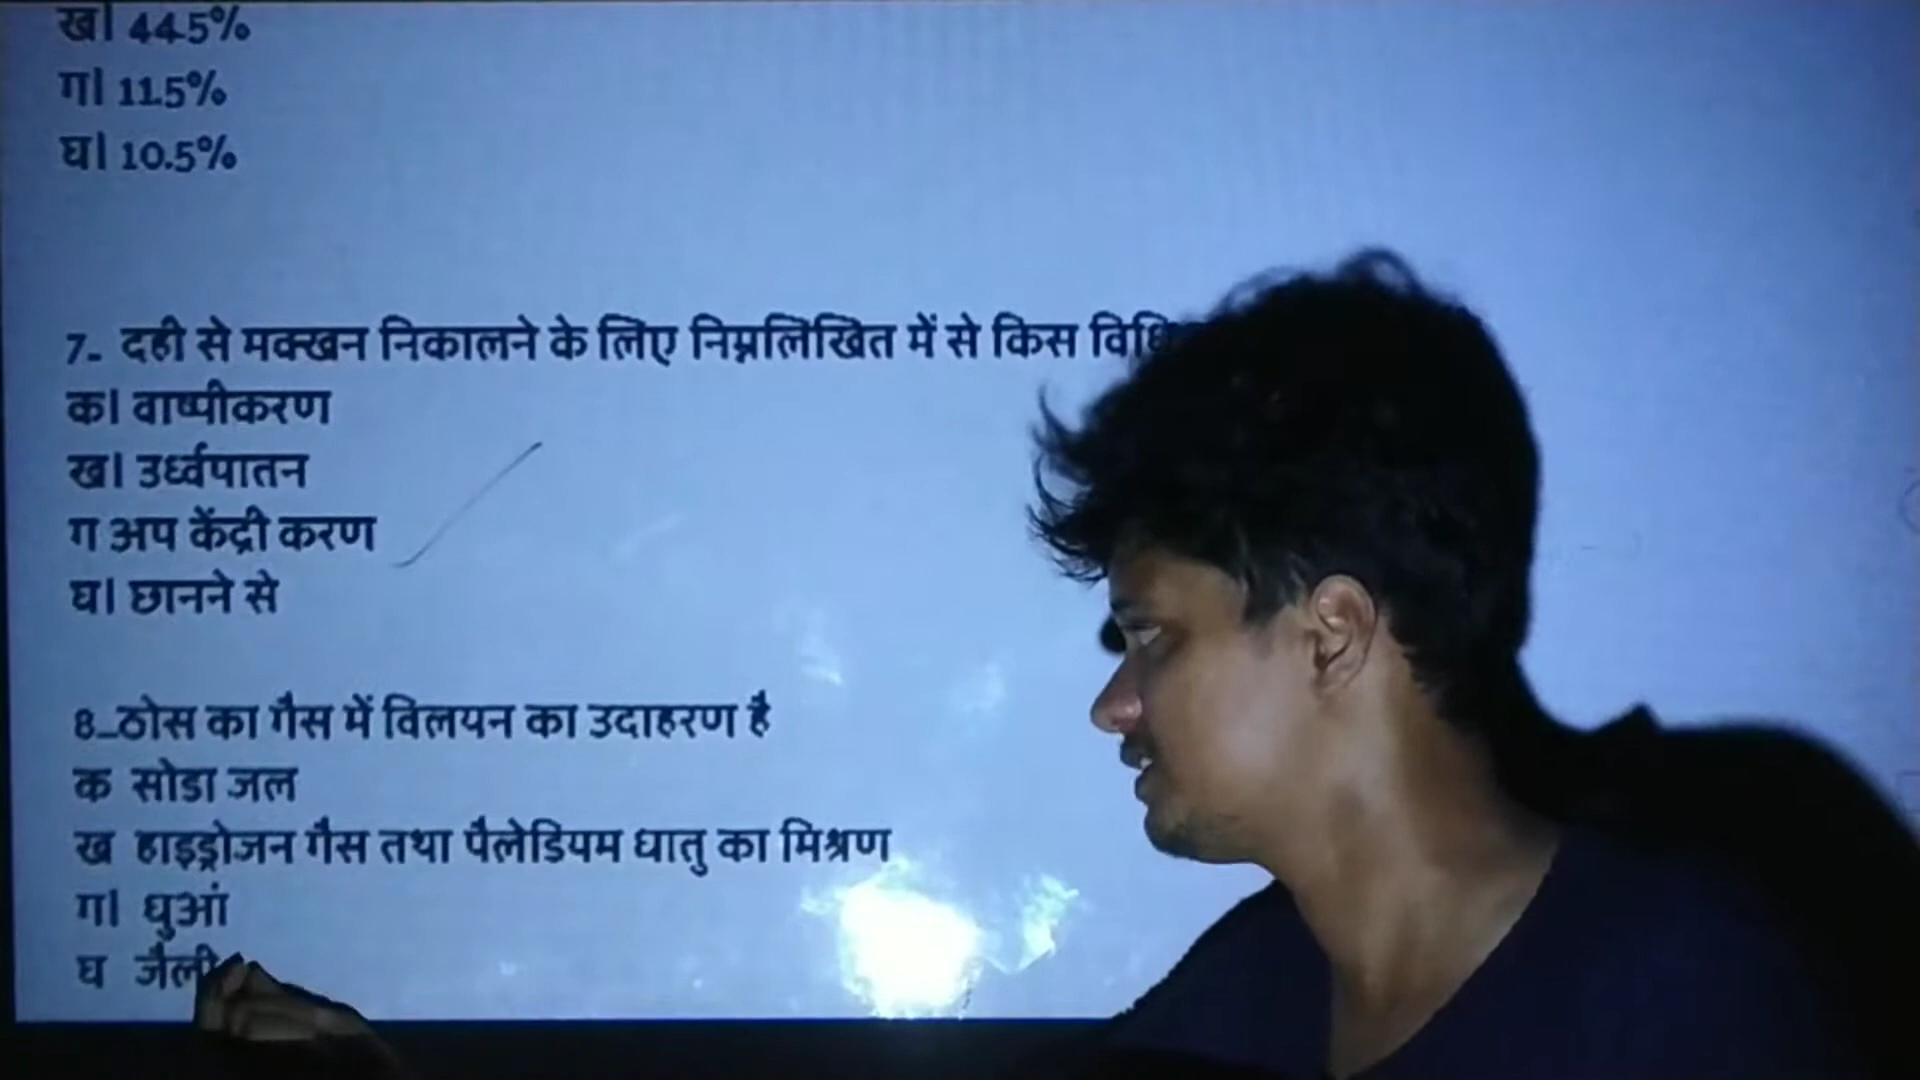 ख। 44.5%
ग। 11.5%
घ। 10.5%
7- दही से मक्खन निकालने के लिए निम्नलिखित में से किस
क। वाष्पीकरण
ख। उर्ध्वपातन
ग अप केंद्री करण
घ। छानने से
8_ठोस का गैस में विलयन का उदाहरण है
क सोडा जल
ख हाइड्रोजन गैस तथा पैलेडियम धातु का मिश्रण
ग। धुआं
घ जैली